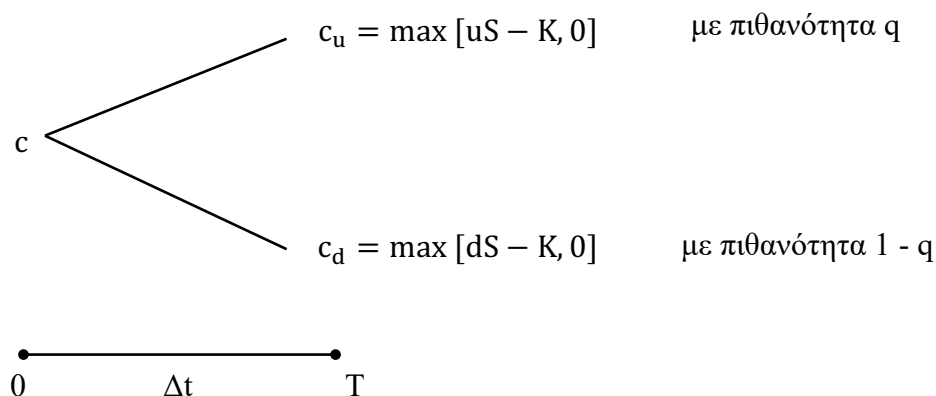 c_u = max [uS − K, 0] με πιθανότητα q
c
c_d = max [dS − K, 0] με πιθανότητα 1 - q
0 Δt T